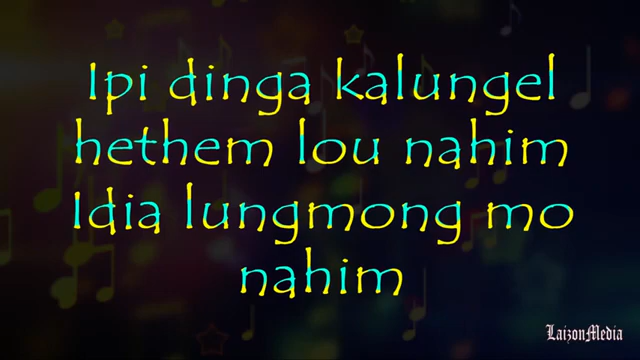 Ipi dinga kalungel
hethem lou nahim
Idia lungmong mo
nahim
LaizonMedia